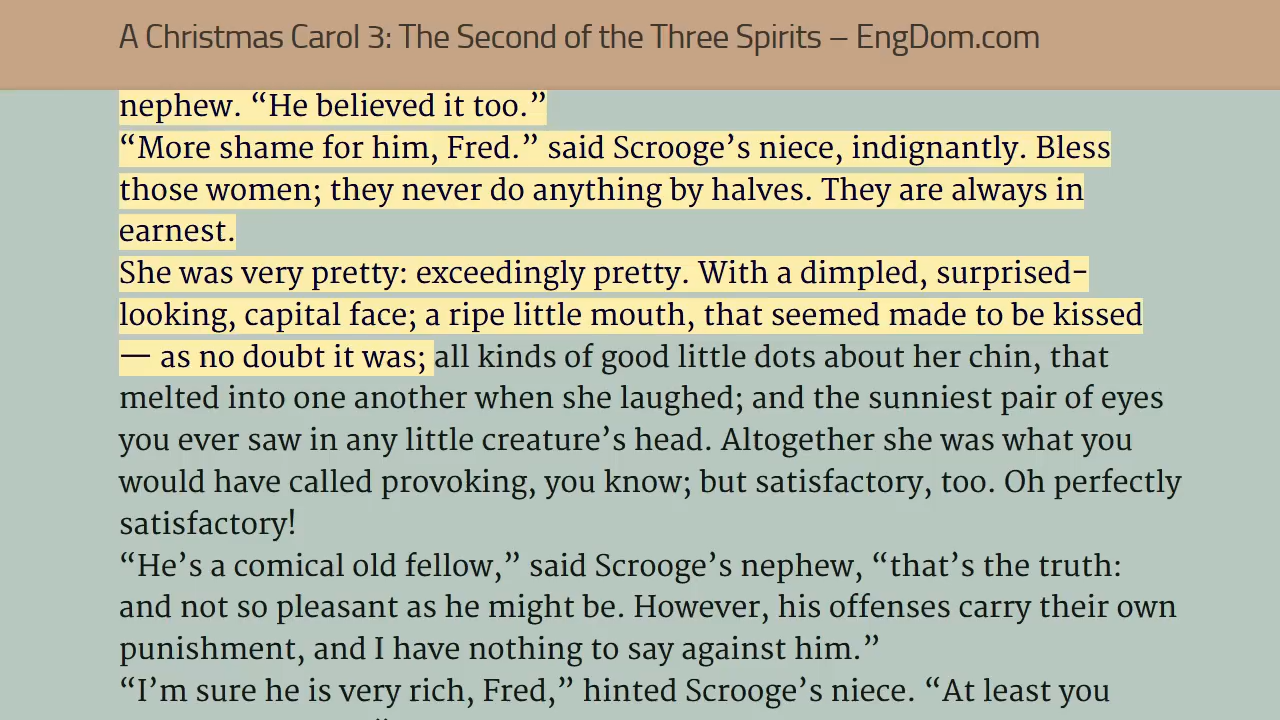 A Christmas Carol 3: The Second of the Three Spirits – EngDom.com
nephew. “He believed it too.”
“More shame for him, Fred.” said Scrooge’s niece, indignantly. Bless
those women; they never do anything by halves. They are always in
earnest.
She was very pretty: exceedingly pretty. With a dimpled, surprised-
looking, capital face; a ripe little mouth, that seemed made to be kissed
— as no doubt it was; all kinds of good little dots about her chin, that
melted into one another when she laughed; and the sunniest pair of eyes
you ever saw in any little creature’s head. Altogether she was what you
would have called provoking, you know; but satisfactory, too. Oh perfectly
satisfactory!
“He’s a comical old fellow,” said Scrooge’s nephew, “that’s the truth:
and not so pleasant as he might be. However, his offenses carry their own
punishment, and I have nothing to say against him.”
“I’m sure he is very rich, Fred,” hinted Scrooge’s niece. “At least you